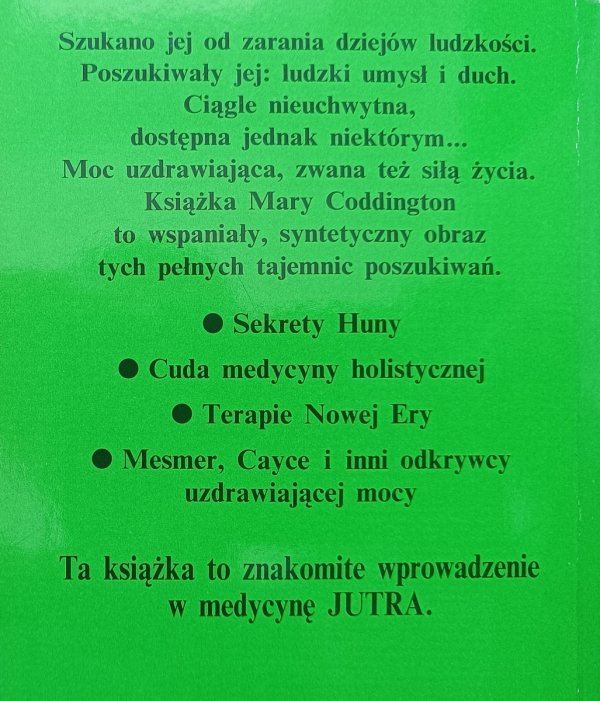 Szukano jej od zarania dziejów ludzkości.
Poszukiwały jej: ludzki umysł i duch.
Ciągle nieuchwytna,
dostępna jednak niektórym...
Moc uzdrawiająca, zwana też siłą życia.
Książka Mary Coddington
to wspaniały, syntetyczny obraz
tych pełnych tajemnic poszukiwań.
● Sekrety Huny
● Cuda medycyny holistycznej
● Terapie Nowej Ery
● Mesmer, Cayce i inni odkrywcy
uzdrawiającej mocy
Ta książka to znakomite wprowadzenie
w medycynę JUTRA.